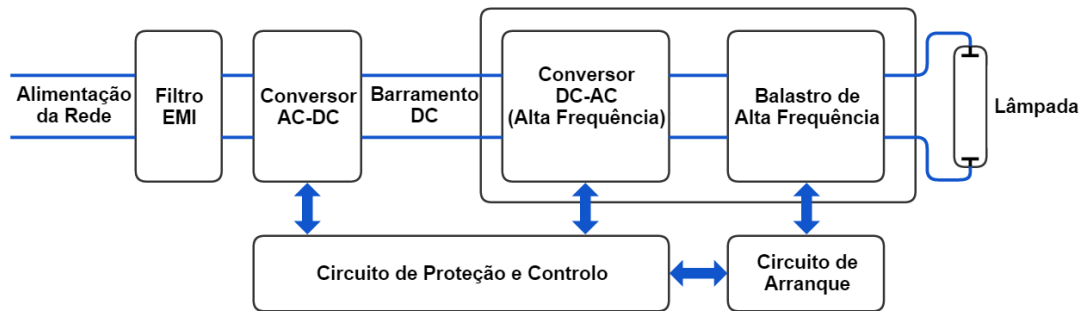 Alimentação
da Rede
Filtro
EMI
Conversor
AC-DC
Barramento
DC
Conversor
DC-AC
(Alta Frequência)
Balastro de
Alta Frequência
Lâmpada
Circuito de Proteção e Controlo
Circuito de
Arranque